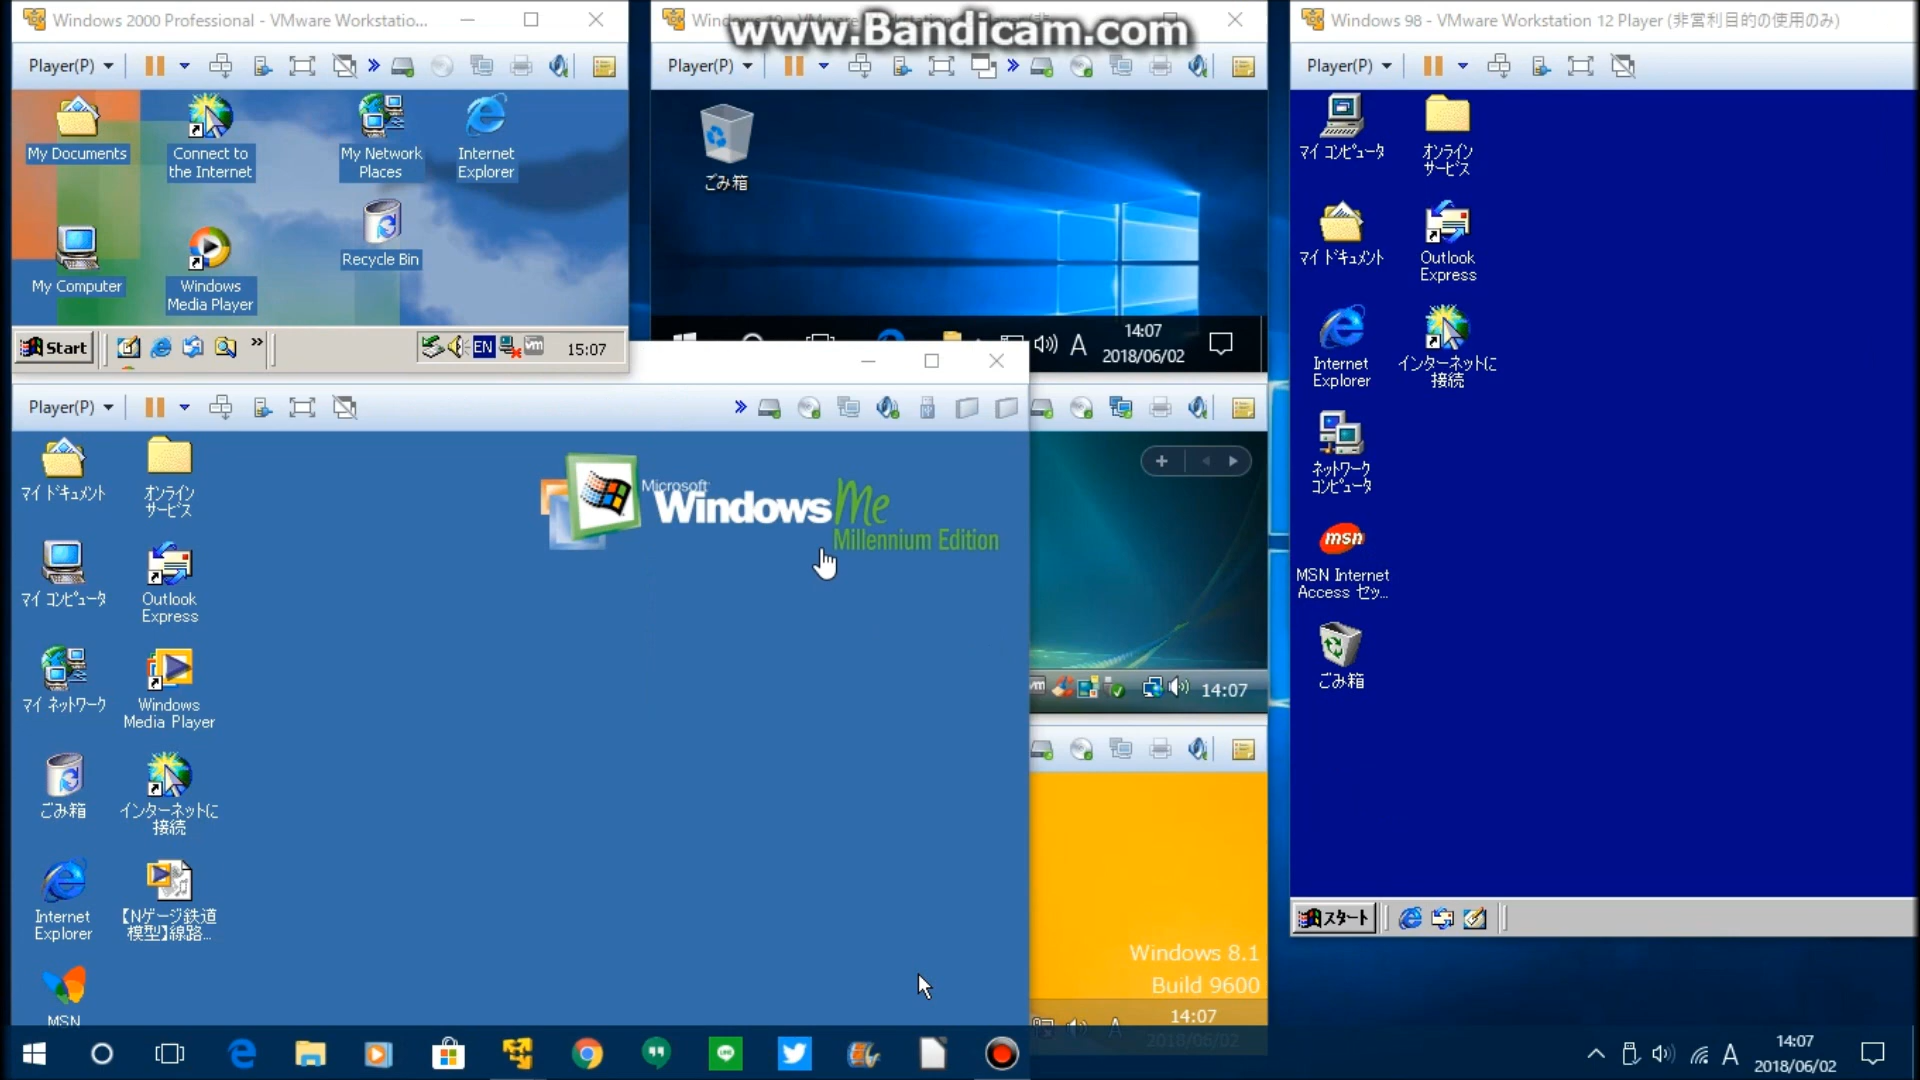 Windows 2000 Professional - VMware Workstatio...
www.Bandicam.com
Windows 98 - VMware Workstation 12 Player (非営利目的の使用のみ)
Player(P)
Player(P)
Player(P)
My Documents
Connect to
the Internet
My Network
Places
Internet
Explorer
My Computer
Windows
Media Player
Recycle Bin
Start
EN
vm
15:07
ごみ箱
A
14:07
2018/06/02
マイ コンピュータ
オンライン
サービス
マイ ドキュメント
Outlook
Express
Internet
Explorer
インターネットに
接続
ネットワーク
コンピュータ
msn
MSN Internet
Access セッ...
ごみ箱
スタート
Player(P)
マイ ドキュメント
オンライン
サービス
Microsoft
Windows Me
Millennium Edition
マイ コンピュータ
Outlook
Express
マイ ネットワーク
Windows
Media Player
ごみ箱
インターネットに
接続
Internet
Explorer
【Nゲージ鉄道
模型】線路...
MSN
vm
14:07
Windows 8.1
Build 9600
14:07
2018/06/02
A
LINE
A
14:07
2018/06/02